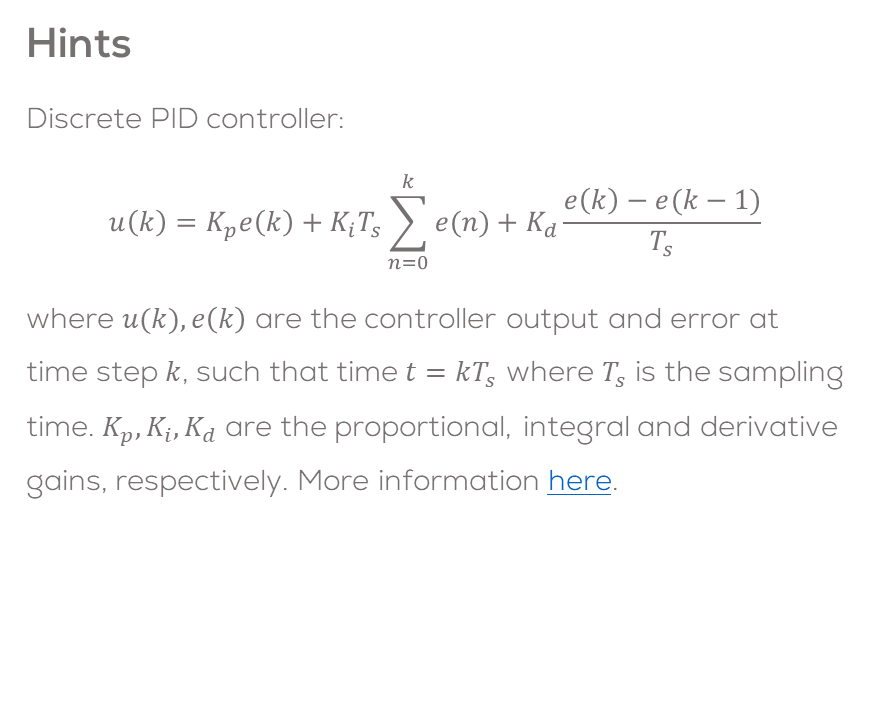 Hints
Discrete PID controller:
u(k) = K_p e(k) + K_i T_s ∑_{n=0}^{k} e(n) + K_d \frac{e(k) − e(k − 1)}{T_s}
where u(k), e(k) are the controller output and error at
time step k, such that time t = kT_s where T_s is the sampling
time. K_p, K_i, K_d are the proportional, integral and derivative
gains, respectively. More information here.